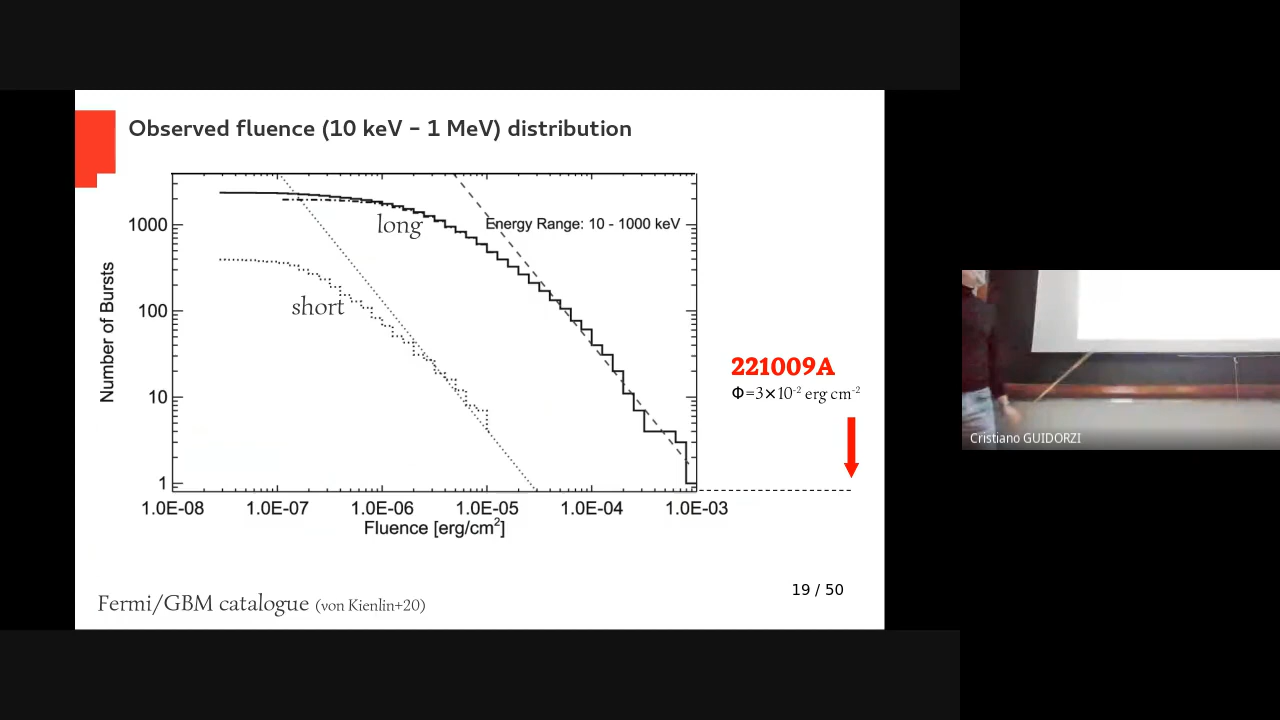 Observed fluence (10 keV – 1 MeV) distribution
Number of Bursts
1000
100
10
1
long
short
Energy Range: 10 - 1000 keV
1.0E-08 1.0E-07 1.0E-06 1.0E-05 1.0E-04 1.0E-03
Fluence [erg/cm²]
221009A
Φ=3×10⁻² erg cm⁻²
19 / 50
Fermi/GBM catalogue (von Kienlin+20)
Cristiano GUIDORZI